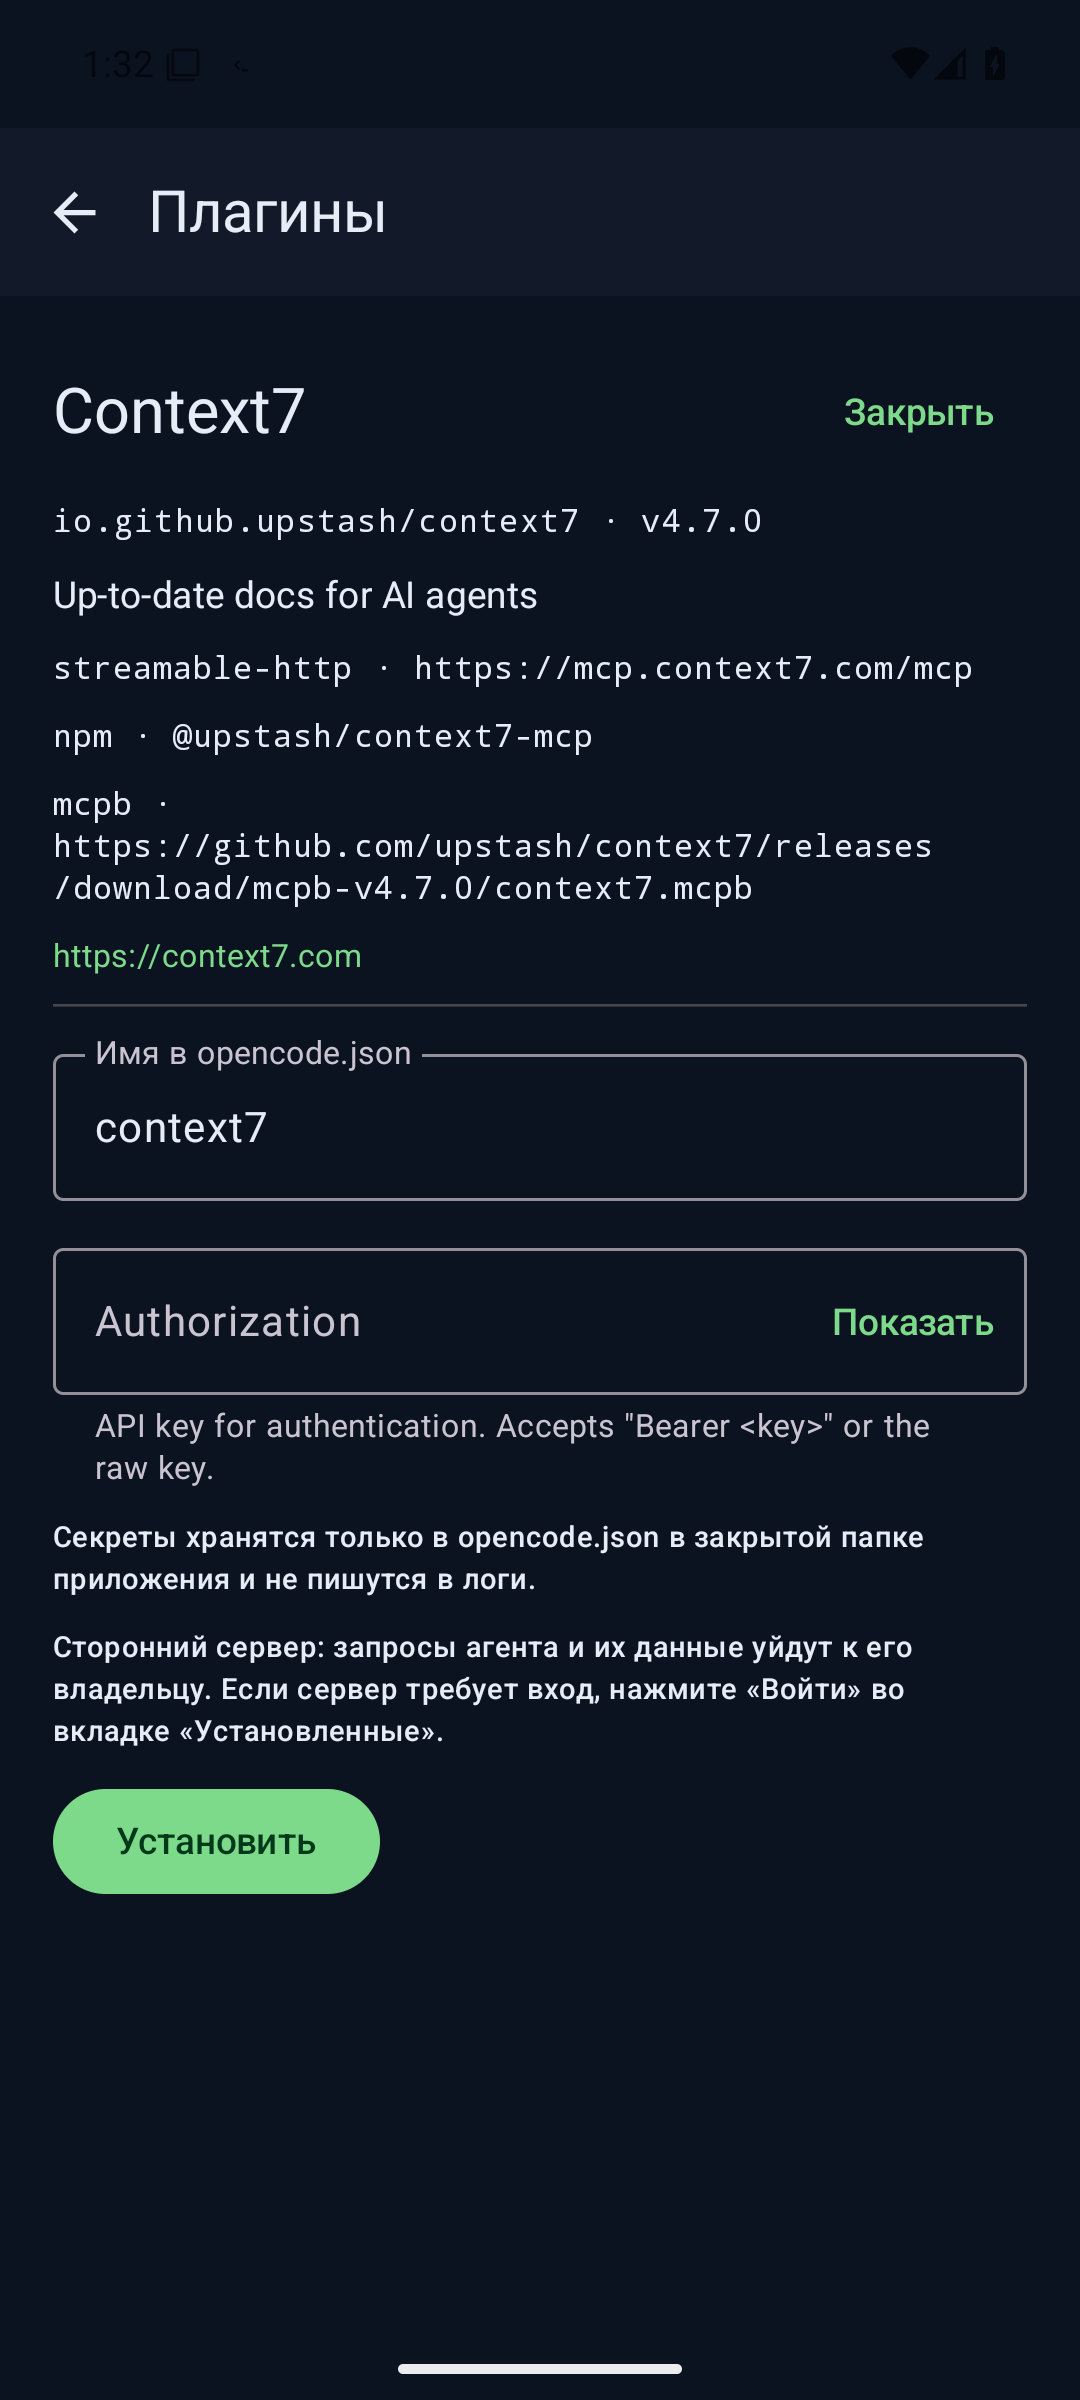 1:32
Плагины
Context7
Закрыть
io.github.upstash/context7 · v4.7.0
Up-to-date docs for AI agents
streamable-http · https://mcp.context7.com/mcp
npm · @upstash/context7-mcp
mcpb ·
https://github.com/upstash/context7/releases
/download/mcpb-v4.7.0/context7.mcpb
https://context7.com
Имя в opencode.json
context7
Authorization
Показать
API key for authentication. Accepts "Bearer <key>" or the
raw key.
Секреты хранятся только в opencode.json в закрытой папке
приложения и не пишутся в логи.
Сторонний сервер: запросы агента и их данные уйдут к его
владельцу. Если сервер требует вход, нажмите «Войти» во
вкладке «Установленные».
Установить